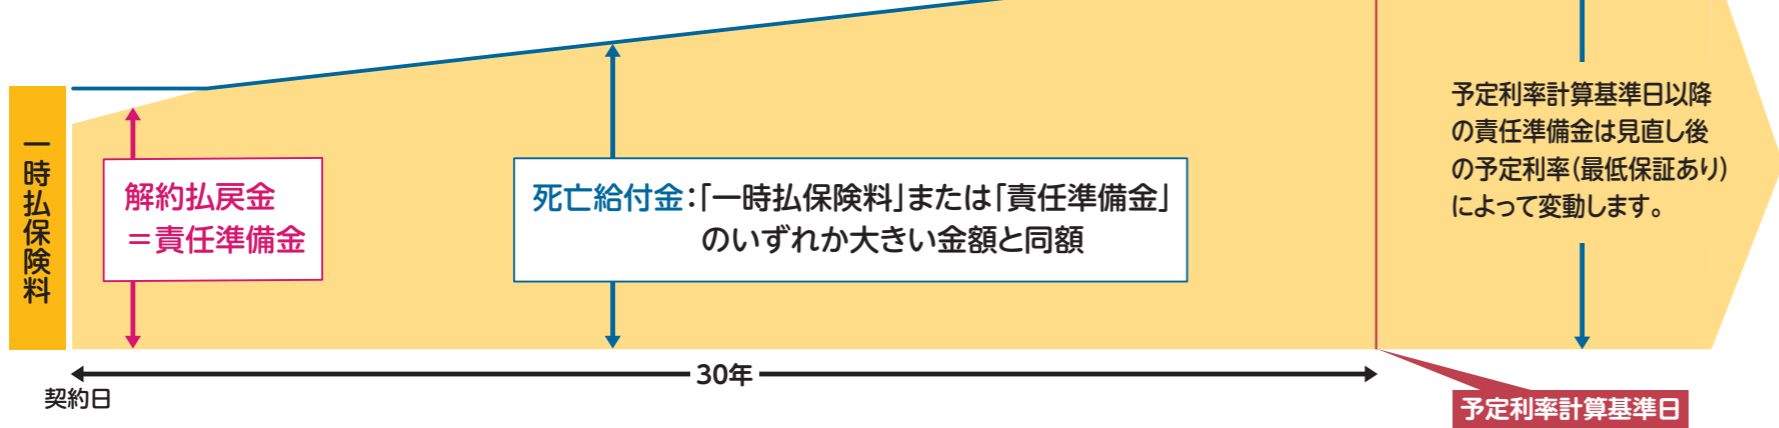 一時払保険料
解約払戻金
＝責任準備金
死亡給付金：「一時払保険料」または「責任準備金」
のいずれか大きい金額と同額
予定利率計算基準日以降
の責任準備金は見直し後
の予定利率（最低保証あり）
によって変動します。
30年
契約日
予定利率計算基準日